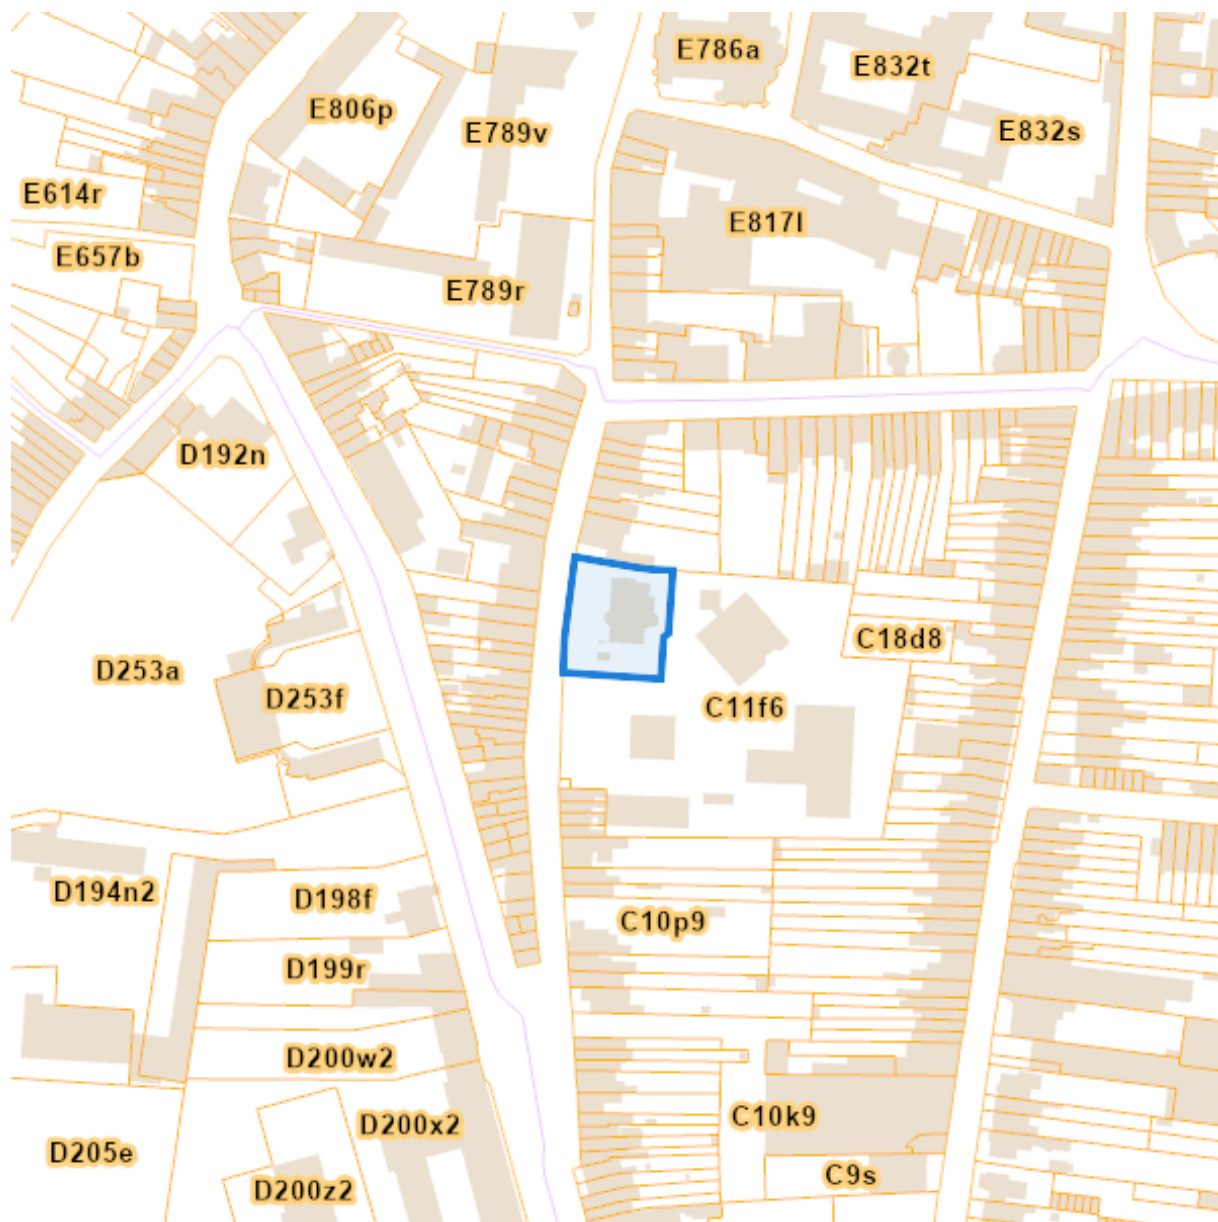 E786a
E832t
E806p
E789v
E832s
E614r
E817l
E657b
E789r
D192n
C18d8
D253a
D253f
C11f6
D194n2
D198f
C10p9
D199r
D200w2
C10k9
D200x2
D205e
C9s
D200z2